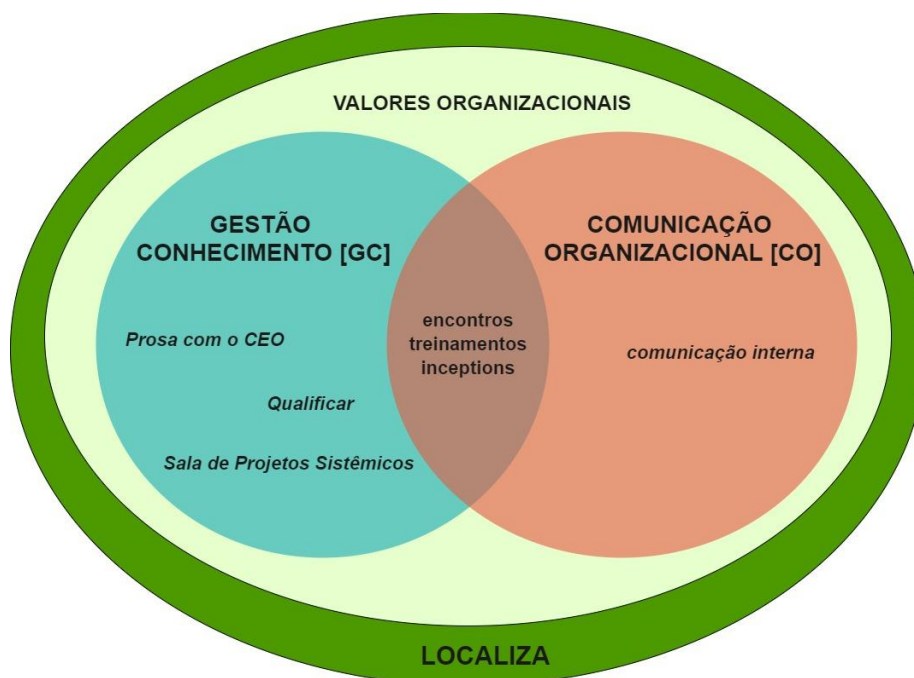 VALORES ORGANIZACIONAIS
GESTÃO
CONHECIMENTO [GC]
Prosa com o CEO
Qualificar
Sala de Projetos Sistêmicos
encontros
treinamentos
inceptions
COMUNICAÇÃO
ORGANIZACIONAL [CO]
comunicação interna
LOCALIZA